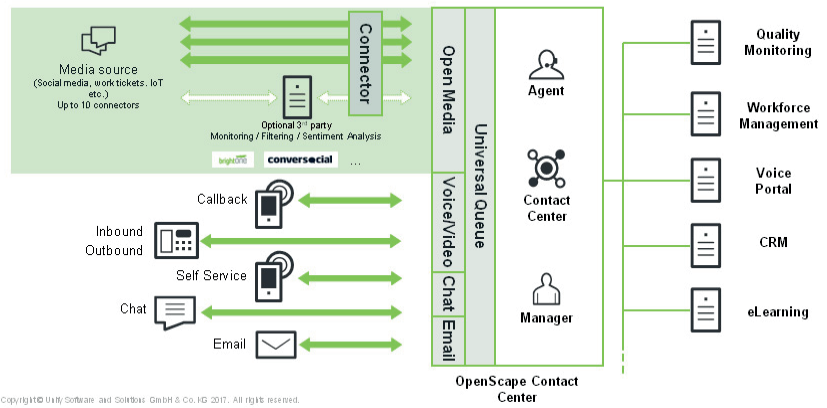 Media source
(Social media, work tickets. IoT
etc.)
Up to 10 connectors
Connector
Optional 3rd party
Monitoring / Filtering / Sentiment Analysis
brightone
conversocial
...
Callback
Inbound
Outbound
Self Service
Chat
Email
Open Media
Voice/Video
Chat
Email
Universal Queue
Agent
Contact
Center
Manager
OpenScape Contact
Center
Quality
Monitoring
Workforce
Management
Voice
Portal
CRM
eLearning
Copyright © Unify Software and Solutions GmbH & Co. KG 2017. All rights reserved.